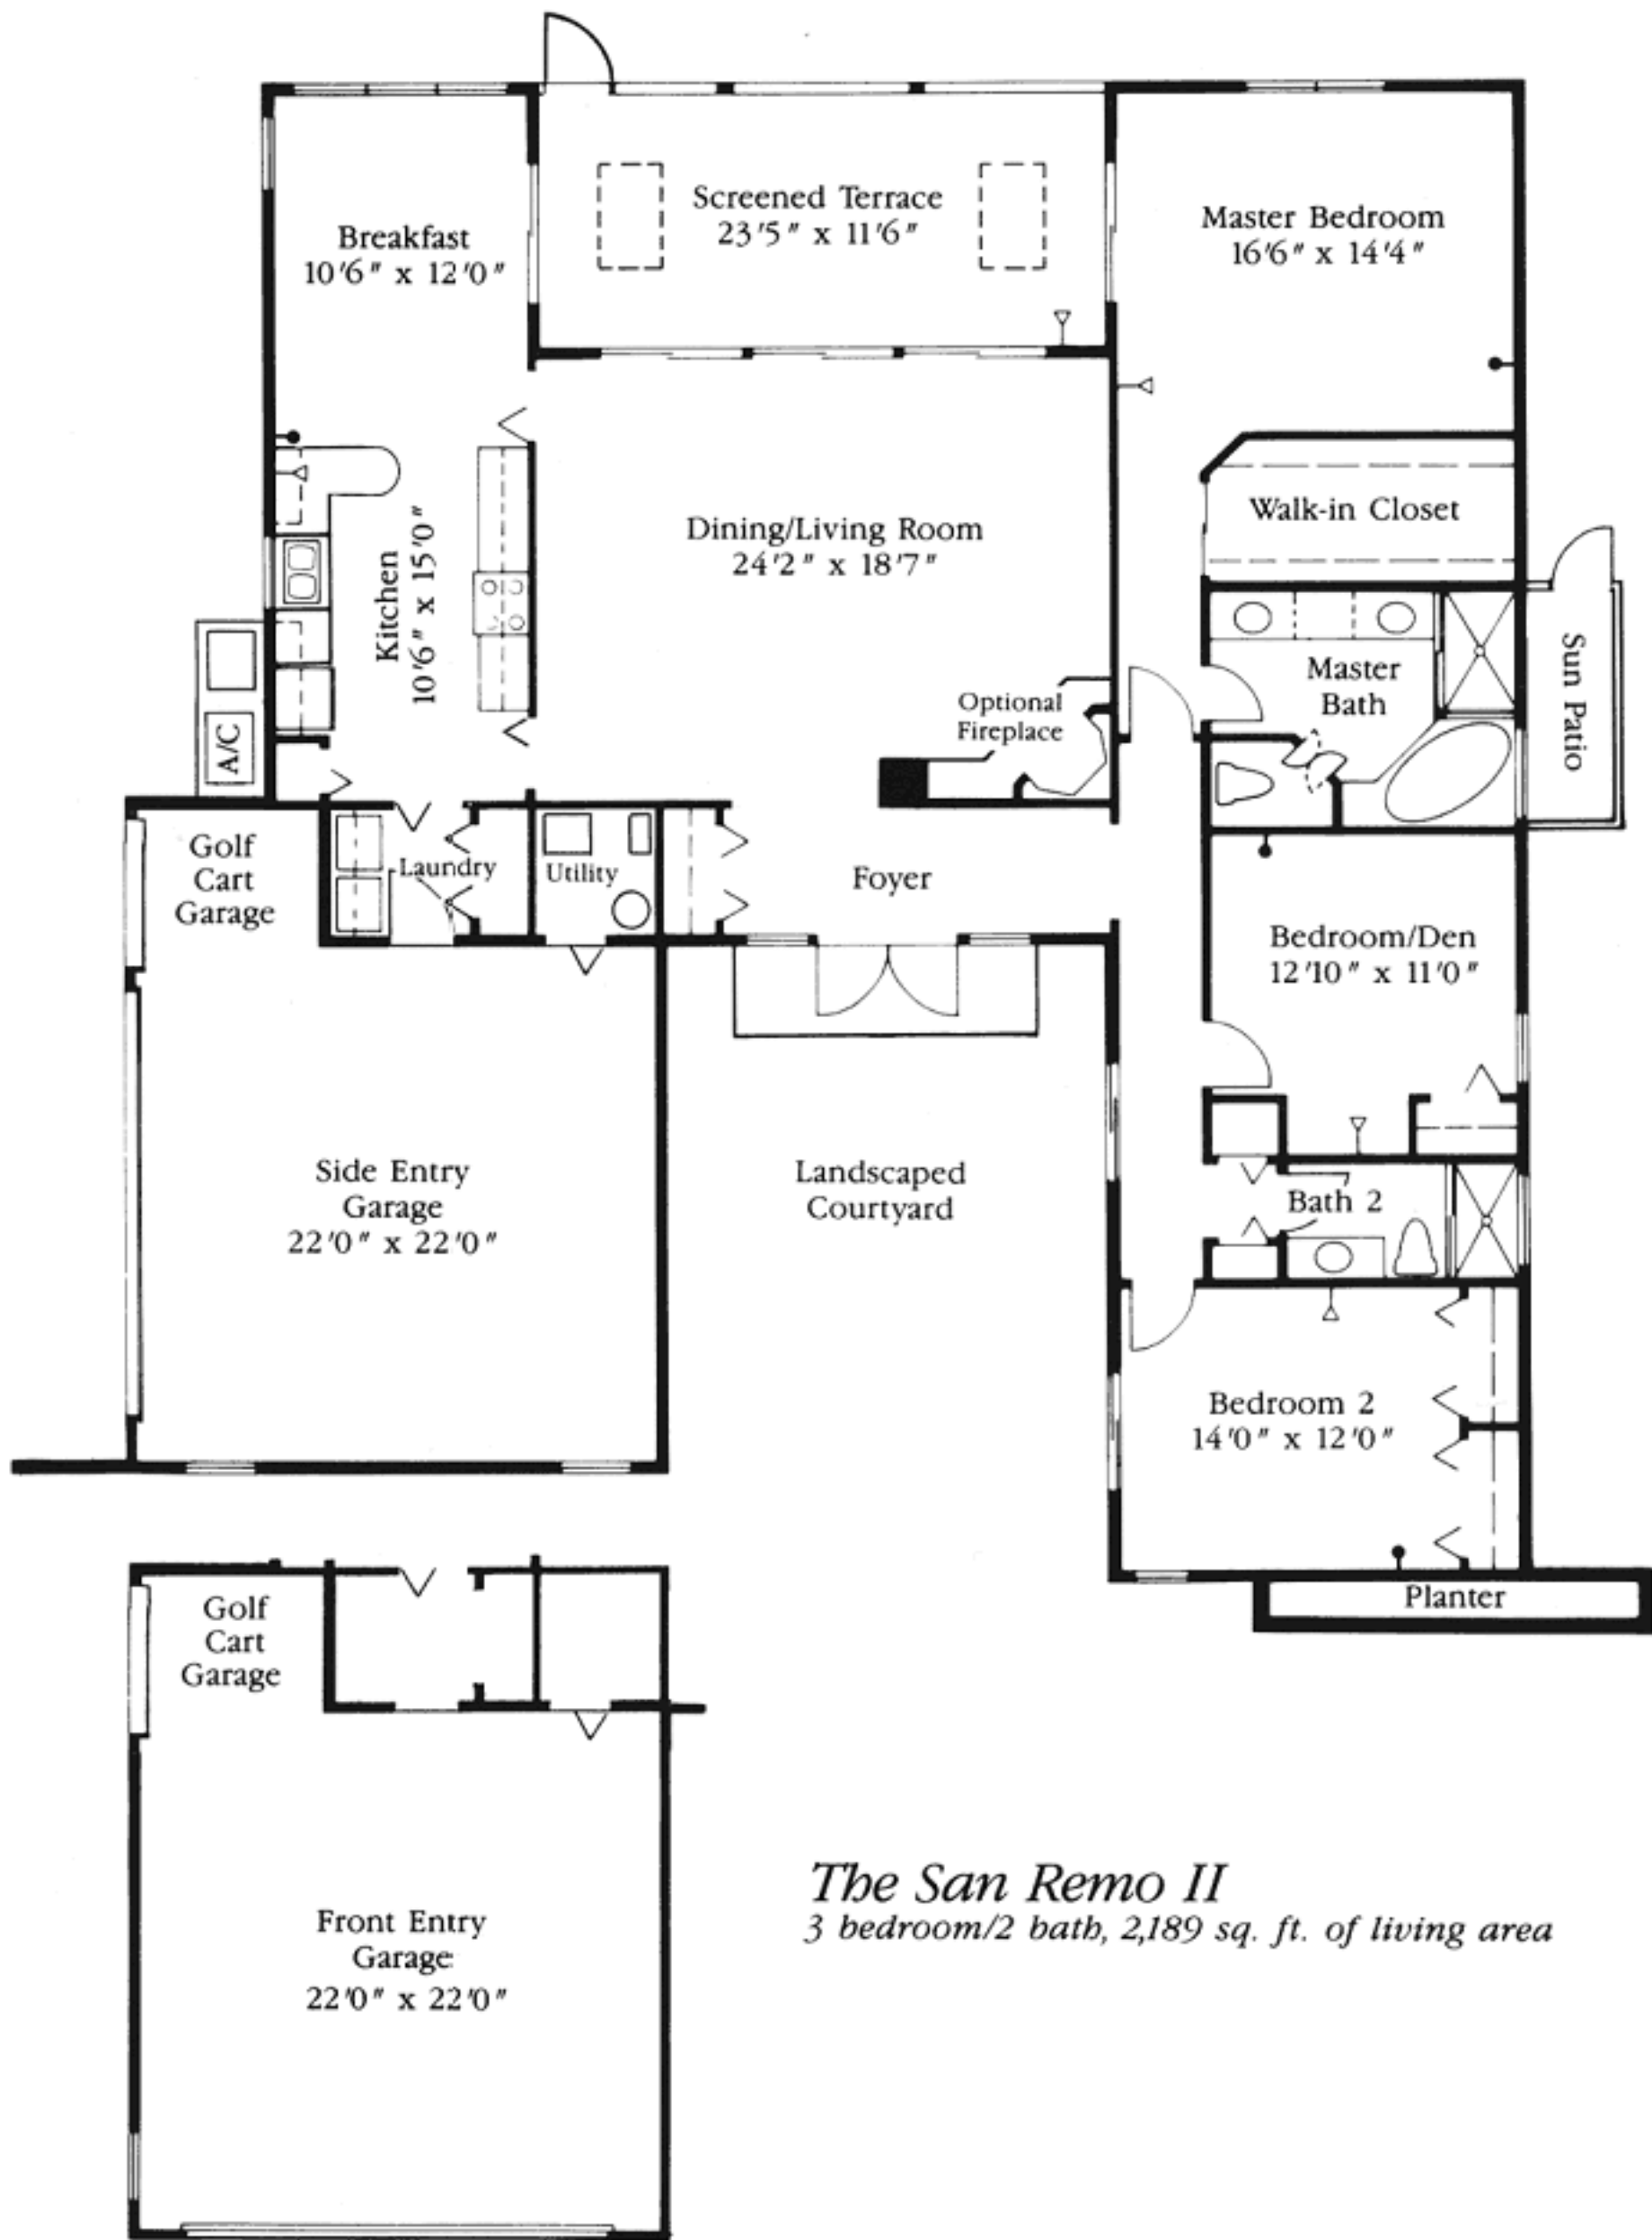 Screened Terrace
23'5" x 11'6"
Breakfast
10'6" x 12'0"
Master Bedroom
16'6" x 14'4"
Walk-in Closet
Dining/Living Room
24'2" x 18'7"
Kitchen
10'6" x 15'0"
A/C
Optional
Fireplace
Master
Bath
Sun Patio
Golf
Cart
Garage
Laundry
Utility
Foyer
Bedroom/Den
12'10" x 11'0"
Side Entry
Garage
22'0" x 22'0"
Landscaped
Courtyard
Bath 2
Bedroom 2
14'0" x 12'0"
Planter
Golf
Cart
Garage
Front Entry
Garage
22'0" x 22'0"
The San Remo II
3 bedroom/2 bath, 2,189 sq. ft. of living area